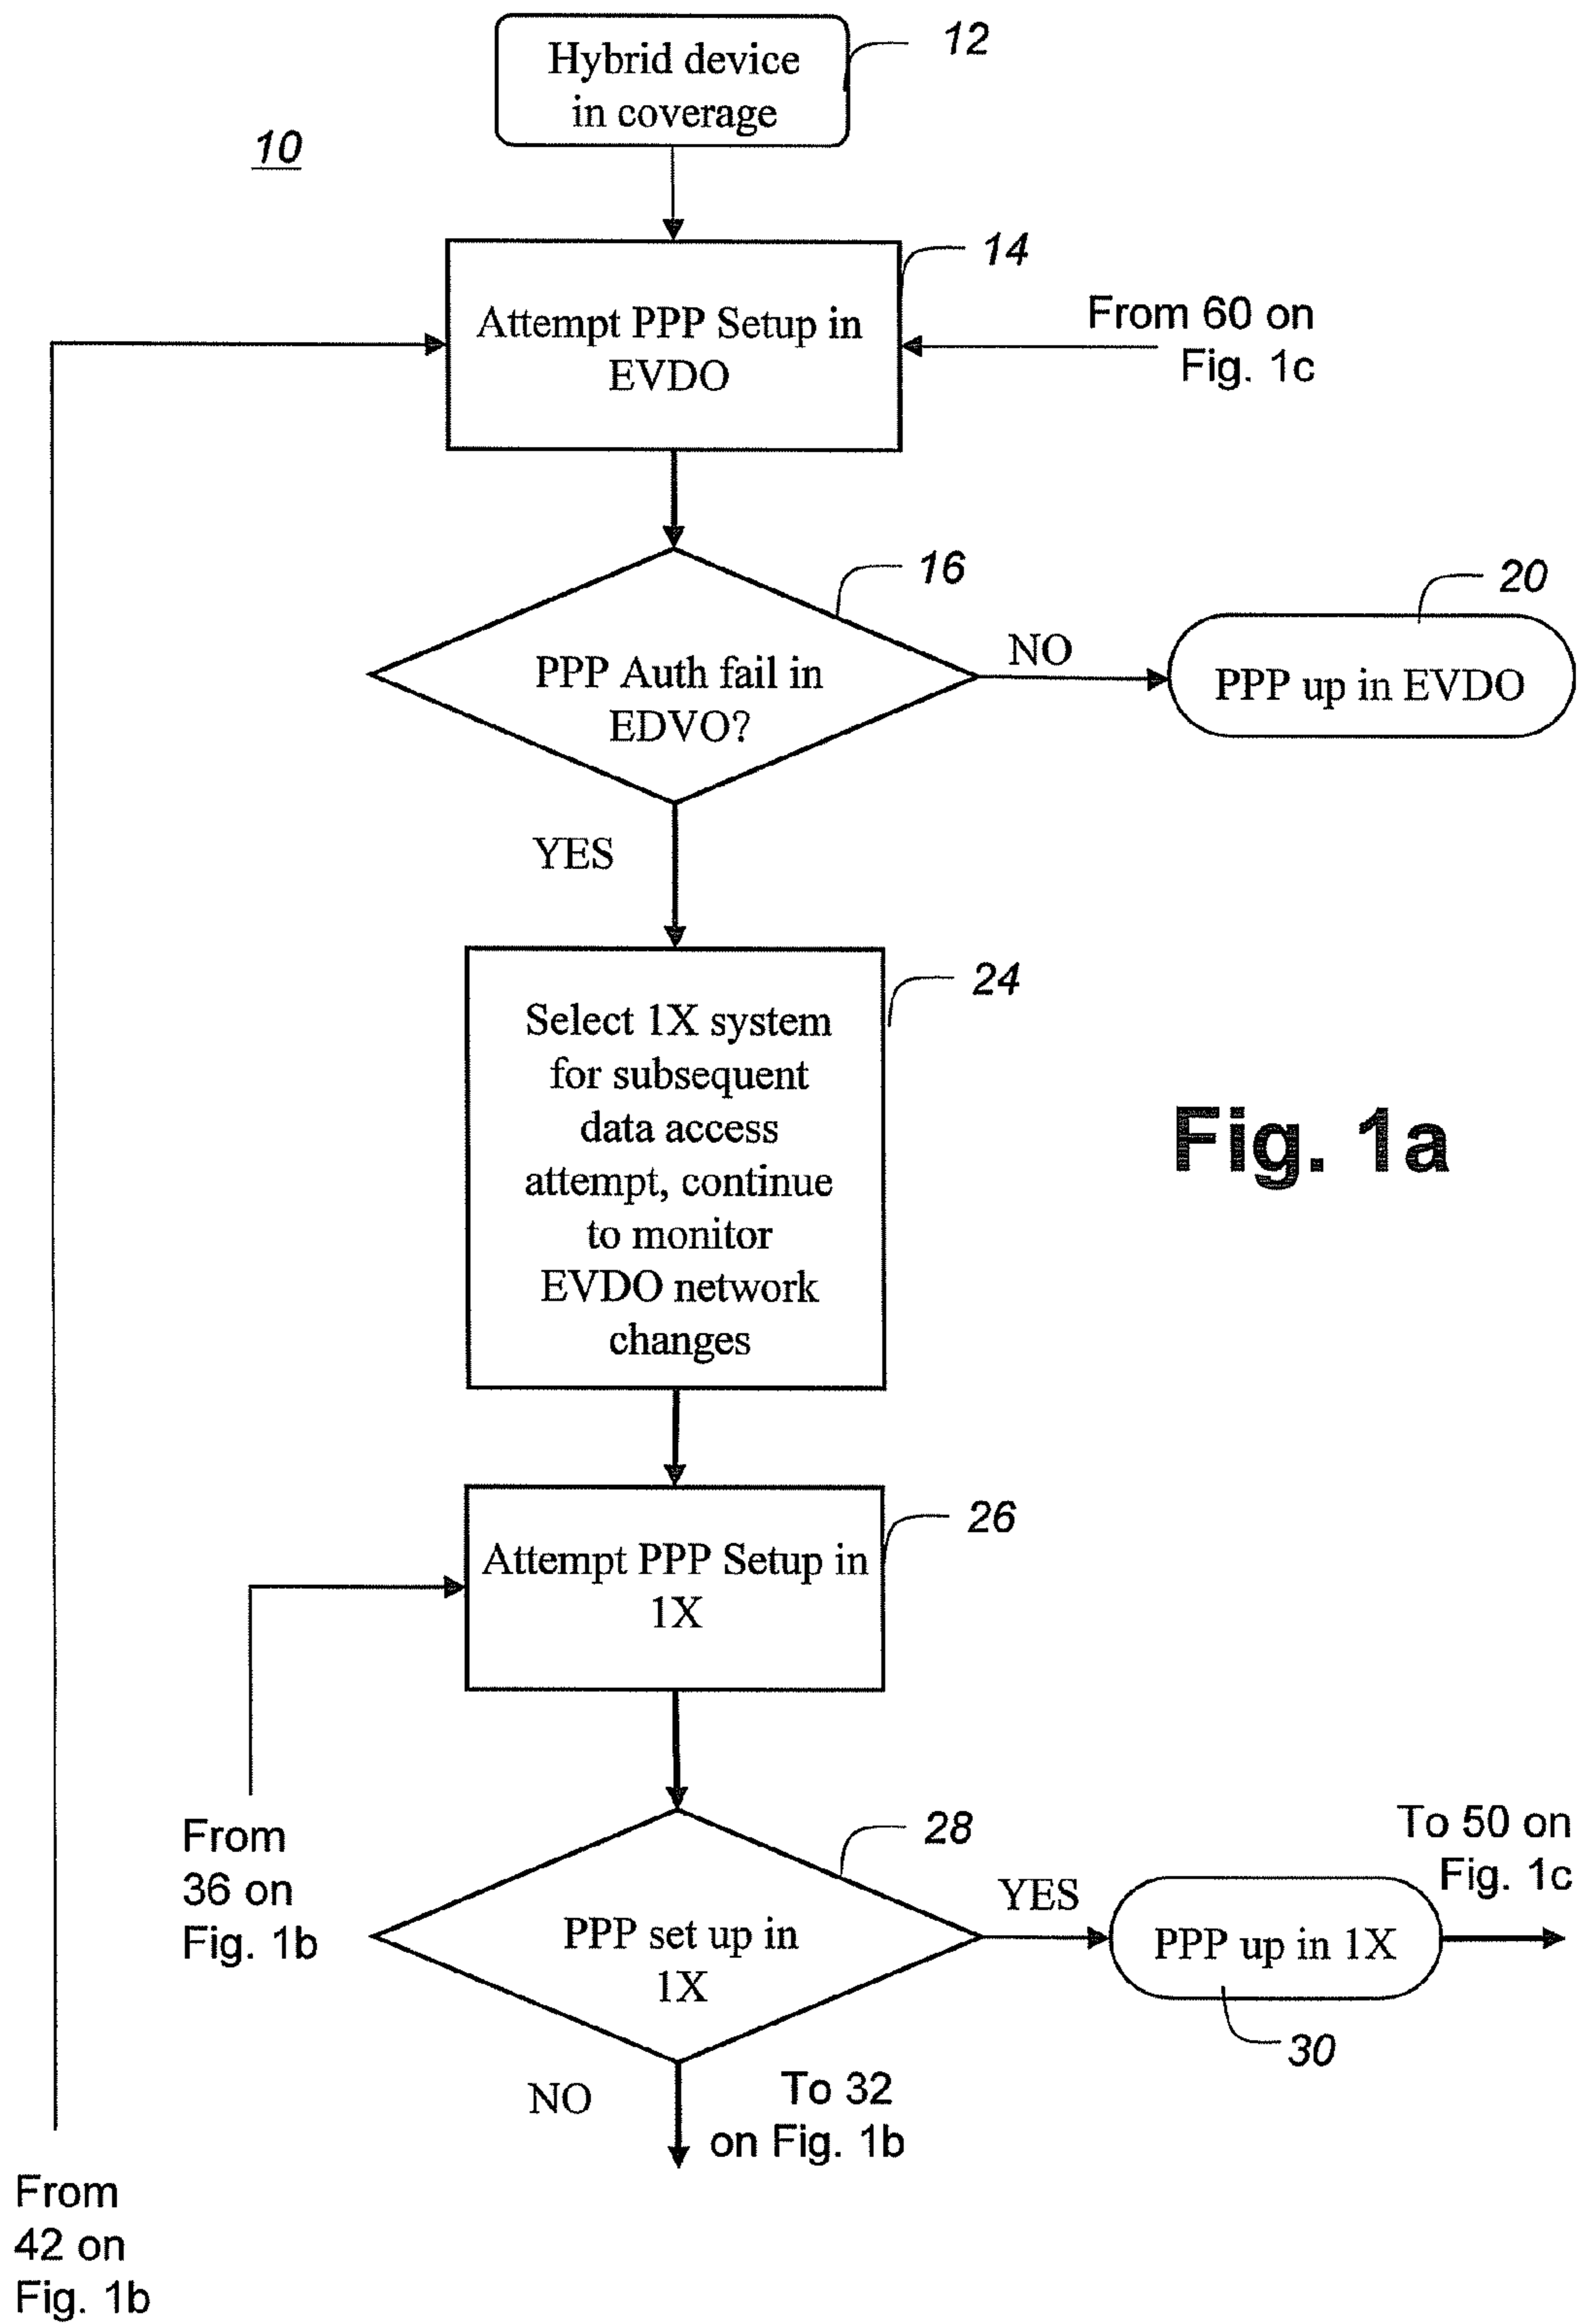 Hybrid device
in coverage
12
10
14
Attempt PPP Setup in
EVDO
From 60 on
Fig. 1c
16
PPP Auth fail in
EDVO?
NO
20
PPP up in EVDO
YES
24
Select 1X system
for subsequent
data access
attempt, continue
to monitor
EVDO network
changes
Fig. 1a
26
Attempt PPP Setup in
1X
From
36 on
Fig. 1b
28
PPP set up in
1X
YES
PPP up in 1X
30
To 50 on
Fig. 1c
NO
To 32
on Fig. 1b
From
42 on
Fig. 1b